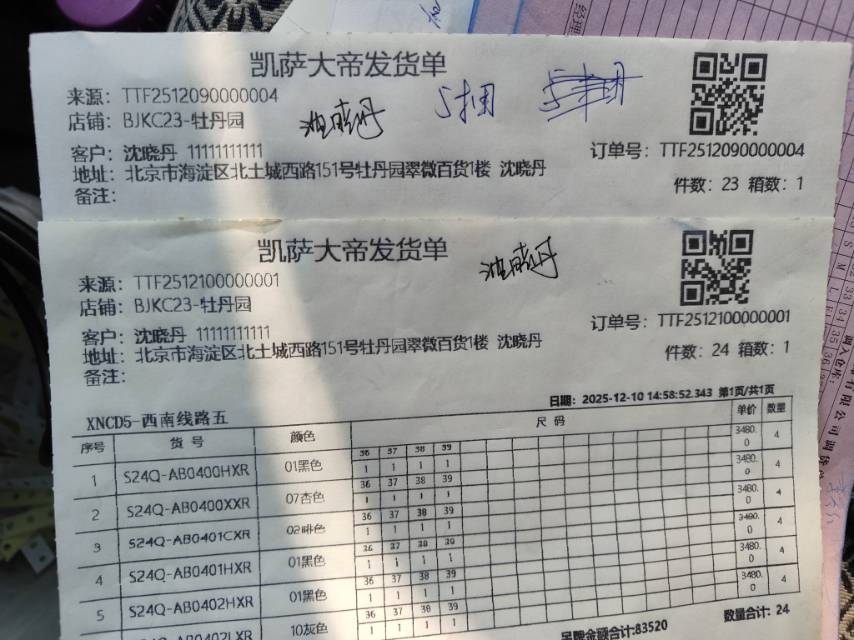 凯萨大帝发货单
来源: TTF2512090000004
店铺: BJKC23-牡丹园
沈晓丹
5捆
客户: 沈晓丹 11111111111
订单号: TTF2512090000004
地址: 北京市海淀区北土城西路151号牡丹园翠微百货1楼 沈晓丹
件数: 23 箱数: 1
备注:
凯萨大帝发货单
沈晓丹
来源: TTF2512100000001
店铺: BJKC23-牡丹园
客户: 沈晓丹 11111111111
订单号: TTF2512100000001
地址: 北京市海淀区北土城西路151号牡丹园翠微百货1楼 沈晓丹
件数: 24 箱数: 1
备注:
日期: 2025-12-10 14:58:52.343 第1页/共1页
XNCD5-西南线路五
序号 货号 颜色 尺码 单价 数量
36 37 38 39
1 S24Q-AB0400HXR 01黑色 1 1 1 1 3480.0 4
36 37 38 39
2 S24Q-AB0400XXR 07杏色 1 1 1 1 3480.0 4
36 37 38 39
3 S24Q-AB0401CXR 02啡色 1 1 1 1 3480.0 4
36 37 38 39
4 S24Q-AB0401HXR 01黑色 1 1 1 1 3480.0 4
36 37 38 39
5 S24Q-AB0402HXR 01黑色 1 1 1 1 3480.0 4
36 37 38 39
S24Q-AB0402LXR 10灰色 1 1 1 1 3480.0 4
吊牌金额合计:83520 数量合计: 24